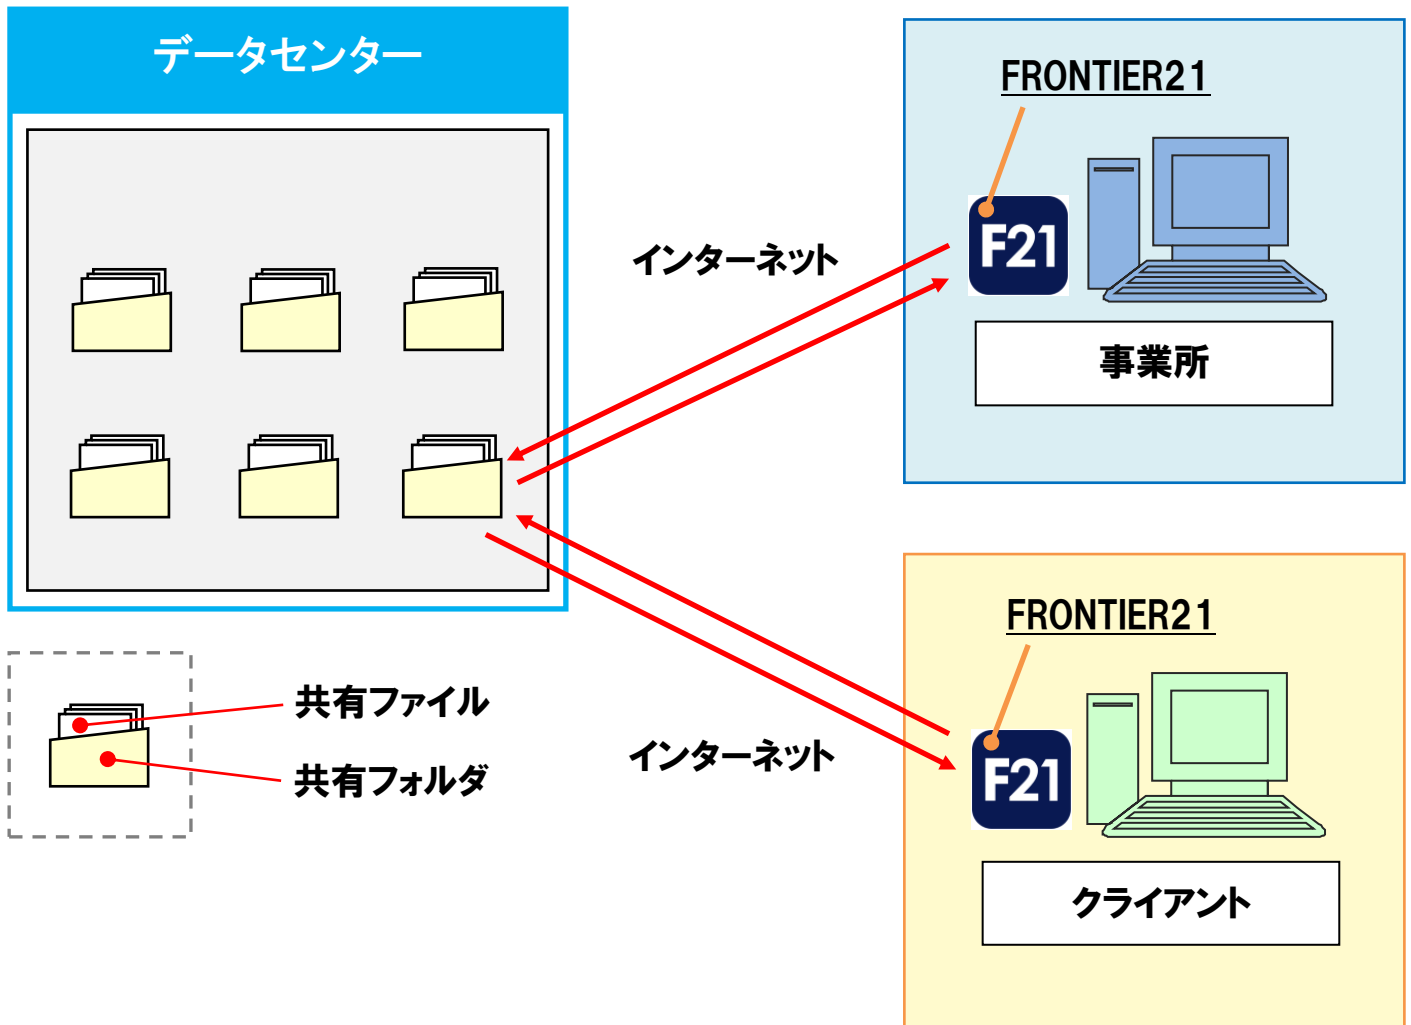 データセンター
FRONTIER21
F21
インターネット
事業所
共有ファイル
共有フォルダ
インターネット
FRONTIER21
F21
クライアント